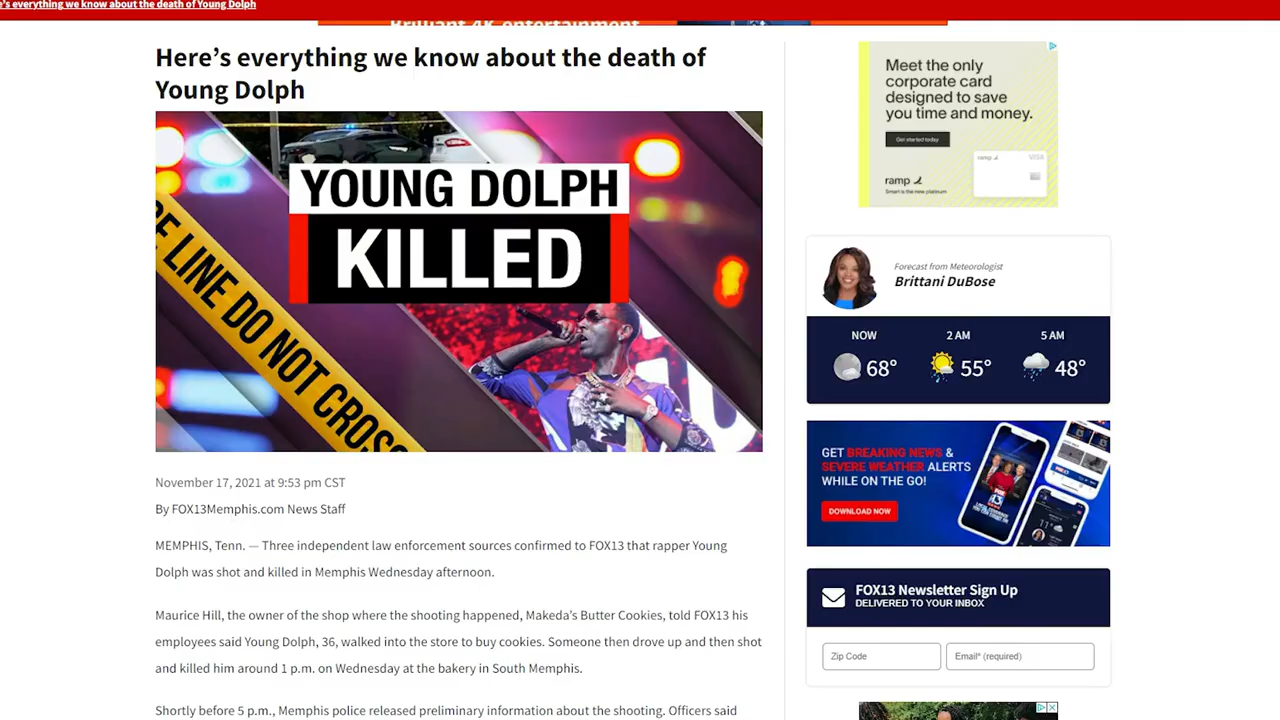 's everything we know about the death of Young Dolph
Brilliant 4K entertainment
Here's everything we know about the death of
Young Dolph
YOUNG DOLPH
KILLED
LINE DO NOT CROSS
November 17, 2021 at 9:53 pm CST
By FOX13Memphis.com News Staff
MEMPHIS, Tenn. — Three independent law enforcement sources confirmed to FOX13 that rapper Young
Dolph was shot and killed in Memphis Wednesday afternoon.
Maurice Hill, the owner of the shop where the shooting happened, Makeda's Butter Cookies, told FOX13 his
employees said Young Dolph, 36, walked into the store to buy cookies. Someone then drove up and then shot
and killed him around 1 p.m. on Wednesday at the bakery in South Memphis.
Shortly before 5 p.m., Memphis police released preliminary information about the shooting. Officers said
Meet the only
corporate card
designed to save
you time and money.
Get started today
ramp
VISA
ramp
Smart is the new platinum
Forecast from Meteorologist
Brittani DuBose
NOW 2 AM 5 AM
68° 55° 48°
GET BREAKING NEWS &
SEVERE WEATHER ALERTS
WHILE ON THE GO!
DOWNLOAD NOW
FOX13 Newsletter Sign Up
DELIVERED TO YOUR INBOX
Zip Code Email* (required)